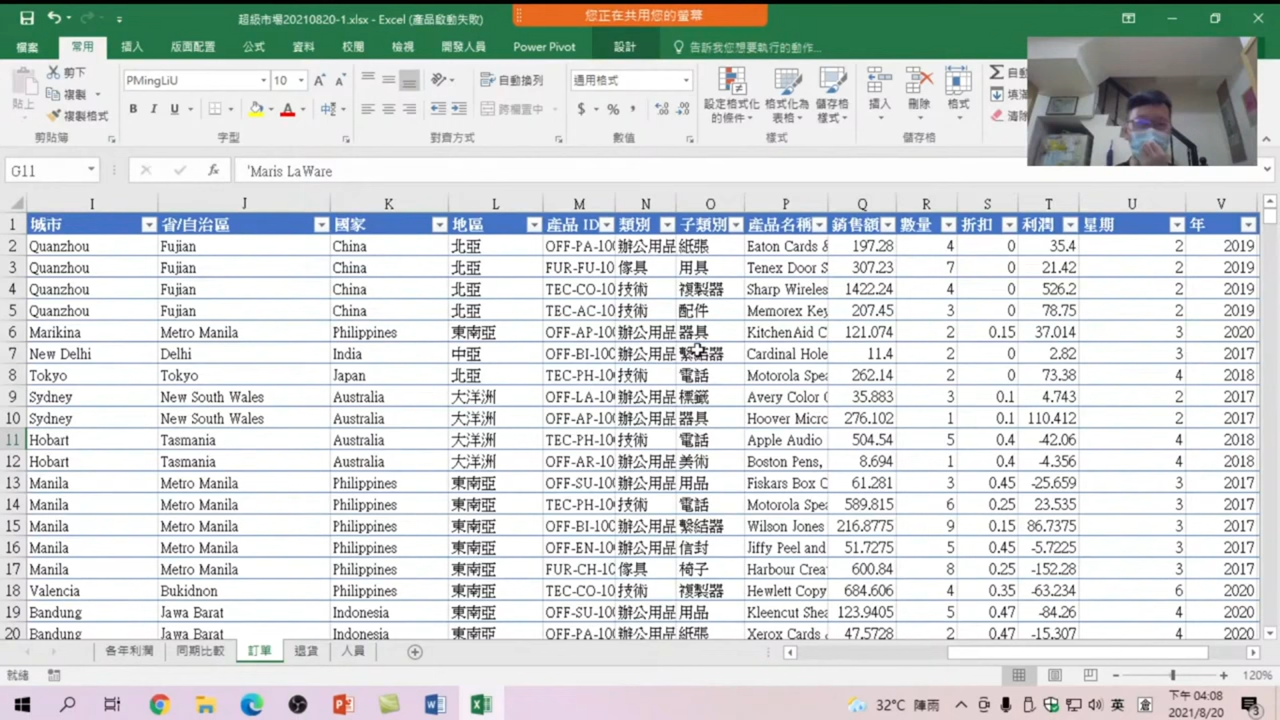 超級市場20210820-1.xlsx - Excel (產品啟動失敗)
您正在共用您的螢幕
檔案 常用 插入 版面配置 公式 資料 校閱 檢視 開發人員 Power Pivot 設計 告訴我您想要執行的動作...
貼上 剪下 複製 複製格式 PMingLiU 10 自動換列 跨欄置中 通用格式 設定格式化的條件 格式化為表格 儲存格樣式 插入 刪除 格式
剪貼簿 字型 對齊方式 數值 樣式 儲存格
G11 'Maris LaWare
I J K L M N O P Q R S T U V
1 城市 省/自治區 國家 地區 產品 ID 類別 子類別 產品名稱 銷售額 數量 折扣 利潤 星期 年
2 Quanzhou Fujian China 北亞 OFF-PA-100 辦公用品 紙張 Eaton Cards & 197.28 4 0 35.4 2 2019
3 Quanzhou Fujian China 北亞 FUR-FU-10 傢具 用具 Tenex Door S 307.23 7 0 21.42 2 2019
4 Quanzhou Fujian China 北亞 TEC-CO-10 技術 複製器 Sharp Wireles 1422.24 4 0 526.2 2 2019
5 Quanzhou Fujian China 北亞 TEC-AC-10 技術 配件 Memorex Key 207.45 3 0 78.75 2 2019
6 Marikina Metro Manila Philippines 東南亞 OFF-AP-100 辦公用品 器具 KitchenAid C 121.074 2 0.15 37.014 3 2020
7 New Delhi Delhi India 中亞 OFF-BI-100 辦公用品 繫結器 Cardinal Hole 11.4 2 0 2.82 3 2017
8 Tokyo Tokyo Japan 北亞 TEC-PH-10 技術 電話 Motorola Spea 262.14 2 0 73.38 4 2018
9 Sydney New South Wales Australia 大洋洲 OFF-LA-10 辦公用品 標籤 Avery Color 35.883 3 0.1 4.743 2 2017
10 Sydney New South Wales Australia 大洋洲 OFF-AP-10 辦公用品 器具 Hoover Micro 276.102 1 0.1 110.412 2 2017
11 Hobart Tasmania Australia 大洋洲 TEC-PH-10 技術 電話 Apple Audio 504.54 5 0.4 -42.06 4 2018
12 Hobart Tasmania Australia 大洋洲 OFF-AR-10 辦公用品 美術 Boston Pens, 8.694 1 0.4 -4.356 4 2018
13 Manila Metro Manila Philippines 東南亞 OFF-SU-10 辦公用品 用品 Fiskars Box C 61.281 3 0.45 -25.659 3 2017
14 Manila Metro Manila Philippines 東南亞 TEC-PH-10 技術 電話 Motorola Spea 589.815 6 0.25 23.535 3 2017
15 Manila Metro Manila Philippines 東南亞 OFF-BI-100 辦公用品 繫結器 Wilson Jones 216.8775 9 0.15 86.7375 3 2017
16 Manila Metro Manila Philippines 東南亞 OFF-EN-10 辦公用品 信封 Jiffy Peel and 51.7275 5 0.45 -5.7225 3 2017
17 Manila Metro Manila Philippines 東南亞 FUR-CH-10 傢具 椅子 Harbour Crea 600.84 8 0.25 -152.28 3 2017
18 Valencia Bukidnon Philippines 東南亞 TEC-CO-10 技術 複製器 Hewlett Copy 684.606 4 0.35 -63.234 6 2020
19 Bandung Jawa Barat Indonesia 東南亞 OFF-SU-10 辦公用品 用品 Kleencut Shea 123.9405 5 0.47 -84.26 4 2020
20 Bandung Jawa Barat Indonesia 東南亞 OFF-PA-10 辦公用品 紙張 Xerox Cards 47.5728 2 0.47 -15.307 4 2020
各年利潤 同期比較 訂單 退貨 人員
就緒 120%
32°C 陣雨 英 下午 04:08
2021/8/20 3